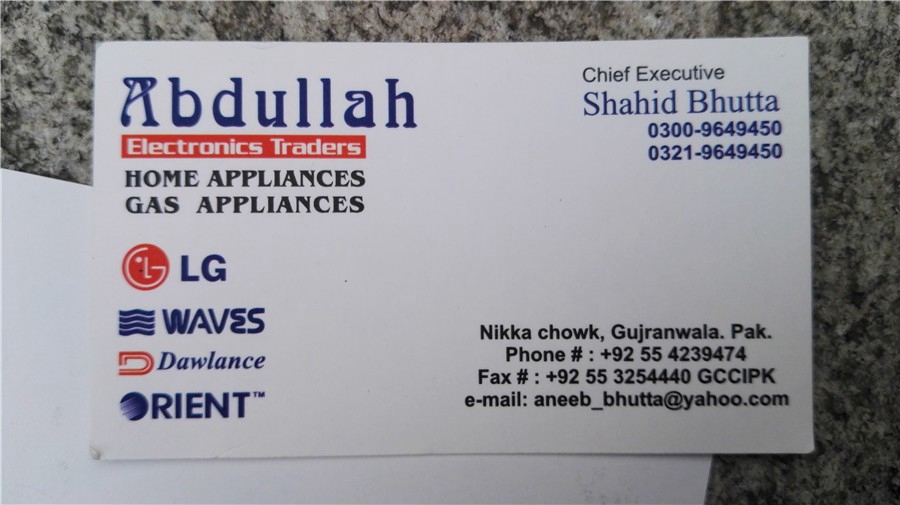 Abdullah
Electronics Traders
HOME APPLIANCES
GAS APPLIANCES
LG
WAVES
Dawlance
ORIENT™
Chief Executive
Shahid Bhutta
0300-9649450
0321-9649450
Nikka chowk, Gujranwala. Pak.
Phone # : +92 55 4239474
Fax # : +92 55 3254440 GCCIPK
e-mail: aneeb_bhutta@yahoo.com